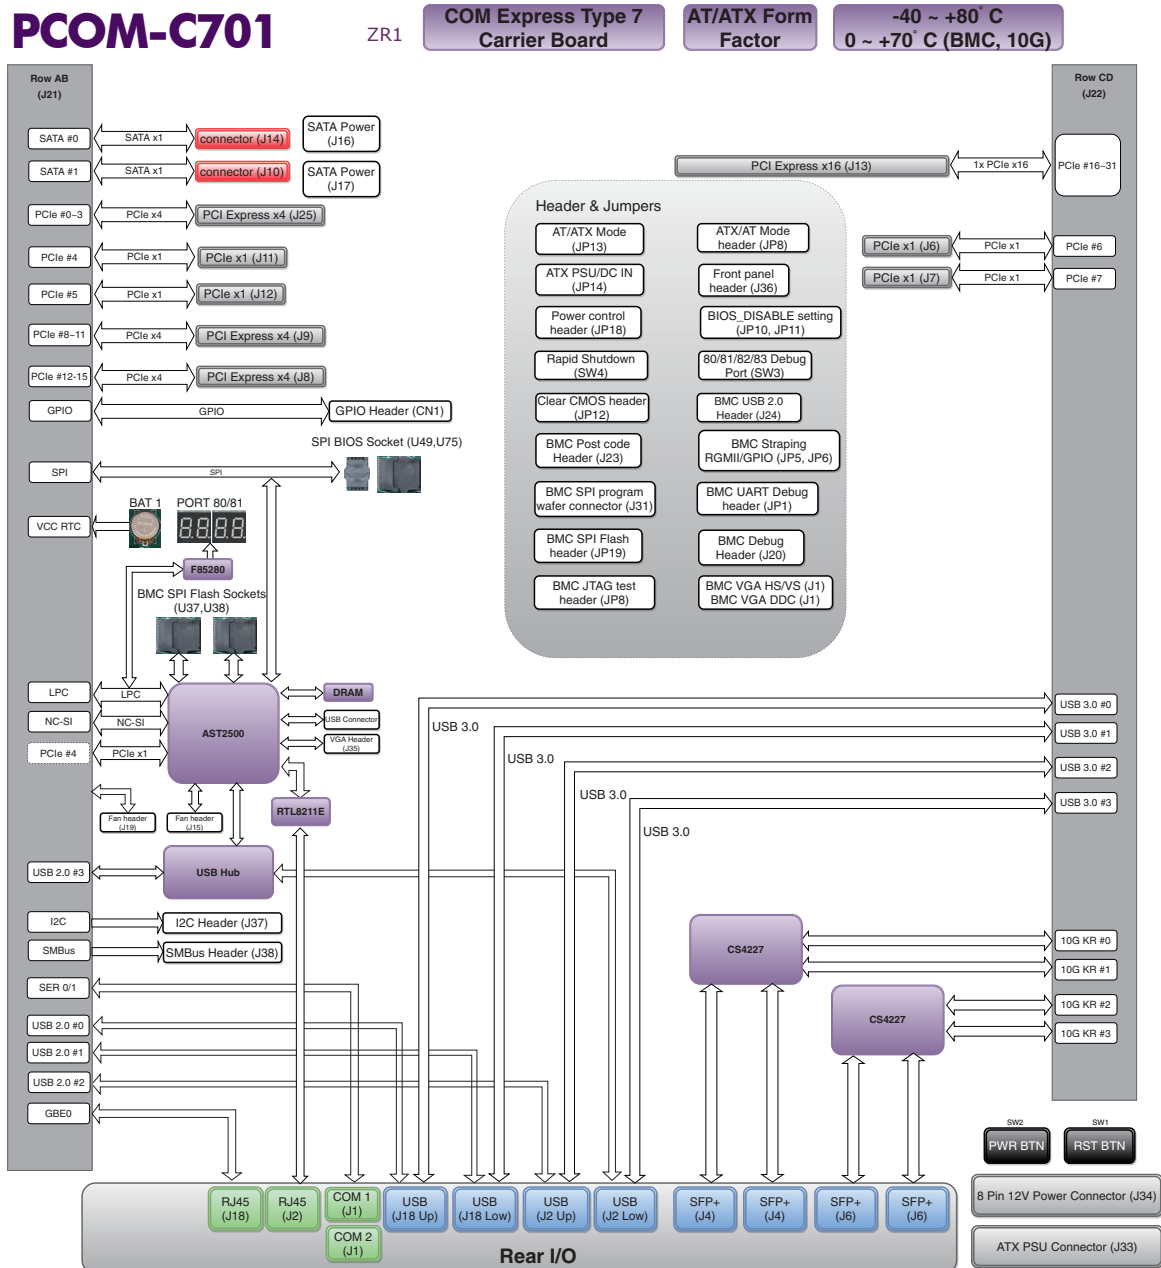 PCOM-C701
ZR1
COM Express Type 7
Carrier Board
AT/ATX Form
Factor
-40 ~ +80° C
0 ~ +70° C (BMC, 10G)
Row AB
(J21)
Row CD
(J22)
SATA #0
SATA x1
connector (J14)
SATA Power
(J16)
SATA #1
SATA x1
connector (J10)
SATA Power
(J17)
PCIe #0~3
PCIe x4
PCI Express x4 (J25)
PCIe #4
PCIe x1
PCIe x1 (J11)
PCIe #5
PCIe x1
PCIe x1 (J12)
PCIe #8~11
PCIe x4
PCI Express x4 (J9)
PCIe #12-15
PCIe x4
PCI Express x4 (J8)
GPIO
GPIO
GPIO Header (CN1)
SPI BIOS Socket (U49,U75)
SPI
SPI
BAT 1
PORT 80/81
VCC RTC
F85280
BMC SPI Flash Sockets
(U37,U38)
PCI Express x16 (J13)
1x PCIe x16
PCIe #16~31
PCIe x1 (J6)
PCIe x1
PCIe #6
PCIe x1 (J7)
PCIe x1
PCIe #7
Header & Jumpers
AT/ATX Mode
(JP13)
ATX/AT Mode
header (JP8)
ATX PSU/DC IN
(JP14)
Front panel
header (J36)
Power control
header (JP18)
BIOS_DISABLE setting
(JP10, JP11)
Rapid Shutdown
(SW4)
80/81/82/83 Debug
Port (SW3)
Clear CMOS header
(JP12)
BMC USB 2.0
Header (J24)
BMC Post code
Header (J23)
BMC Straping
RGMII/GPIO (JP5, JP6)
BMC SPI program
wafer connector (J31)
BMC UART Debug
header (JP1)
BMC SPI Flash
header (JP19)
BMC Debug
Header (J20)
BMC JTAG test
header (JP8)
BMC VGA HS/VS (J1)
BMC VGA DDC (J1)
LPC
LPC
NC-SI
NC-SI
PCIe #4
PCIe x1
AST2500
DRAM
USB Connector
VGA Header
(J35)
RTL8211E
Fan header
(J19)
Fan header
(J15)
USB 2.0 #3
USB Hub
I2C
I2C Header (J37)
SMBus
SMBus Header (J38)
SER 0/1
USB 2.0 #0
USB 2.0 #1
USB 2.0 #2
GBE0
USB 3.0
USB 3.0
USB 3.0
USB 3.0
USB 3.0 #0
USB 3.0 #1
USB 3.0 #2
USB 3.0 #3
CS4227
CS4227
10G KR #0
10G KR #1
10G KR #2
10G KR #3
SW2
PWR BTN
SW1
RST BTN
8 Pin 12V Power Connector (J34)
ATX PSU Connector (J33)
RJ45
(J18)
RJ45
(J2)
COM 1
(J1)
COM 2
(J1)
USB
(J18 Up)
USB
(J18 Low)
USB
(J2 Up)
USB
(J2 Low)
SFP+
(J4)
SFP+
(J4)
SFP+
(J6)
SFP+
(J6)
Rear I/O